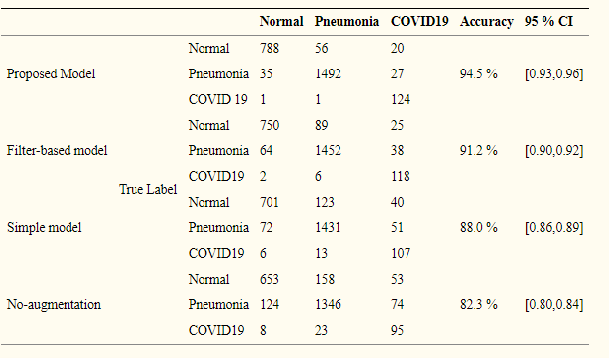 Normal Pneumonia COVID19 Accuracy 95 % CI
Normal 788 56 20
Proposed Model Pneumonia 35 1492 27 94.5 % [0.93,0.96]
COVID 19 1 1 124
Normal 750 89 25
Filter-based model Pneumonia 64 1452 38 91.2 % [0.90,0.92]
COVID19 2 6 118
True Label
Normal 701 123 40
Simple model Pneumonia 72 1431 51 88.0 % [0.86,0.89]
COVID19 6 13 107
Normal 653 158 53
No-augmentation Pneumonia 124 1346 74 82.3 % [0.80,0.84]
COVID19 8 23 95